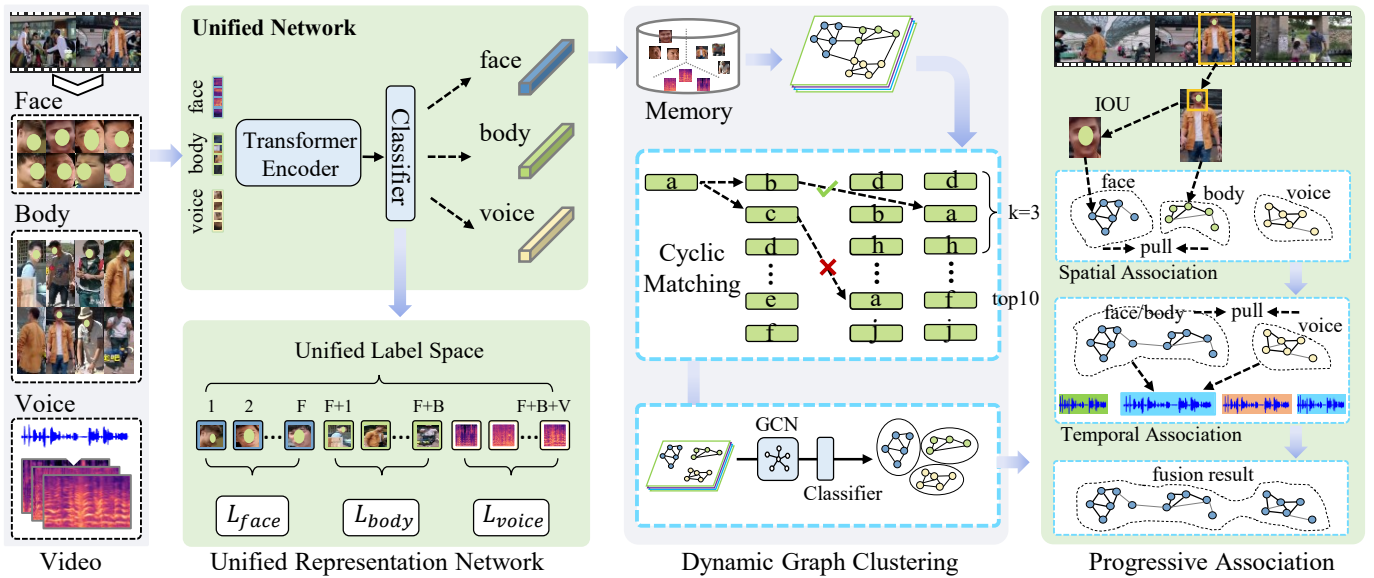 Face
Body
Voice
Video
Unified Network
face
body
voice
Transformer
Encoder
Classifier
face
body
voice
Unified Label Space
1 2 F F+1 F+B F+B+V
L_face L_body L_voice
Unified Representation Network
Memory
a b d d
c b a
k=3
d h h
Cyclic
Matching
e a f
top10
f j j
GCN
Classifier
Dynamic Graph Clustering
IOU
face
body
voice
pull
Spatial Association
face/body
pull
voice
Temporal Association
fusion result
Progressive Association